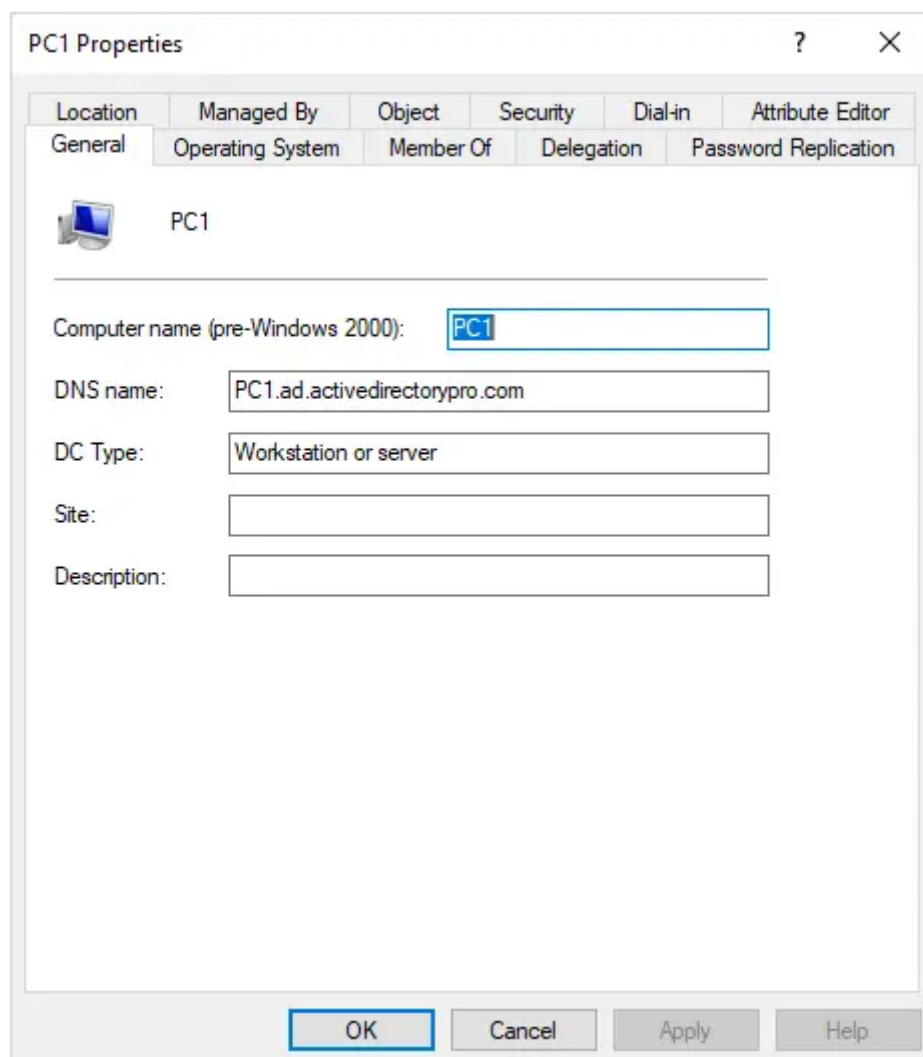 PC1 Properties ?
Location Managed By Object Security Dial-in Attribute Editor
General Operating System Member Of Delegation Password Replication
PC1
Computer name (pre-Windows 2000): PC1
DNS name: PC1.ad.activedirectorypro.com
DC Type: Workstation or server
Site:
Description:
OK Cancel Apply Help